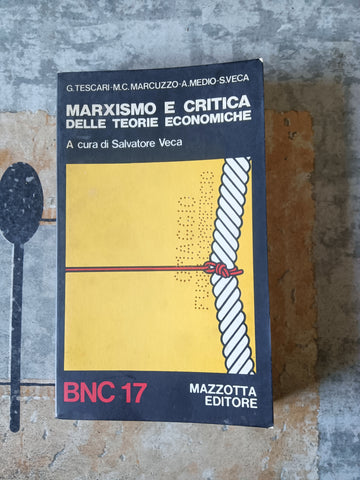 G.TESCARI·M.C.MARCUZZO·A.MEDIO·S.VECA
MARXISMO E CRITICA
DELLE TEORIE ECONOMICHE
A cura di Salvatore Veca
BNC 17
MAZZOTTA
EDITORE